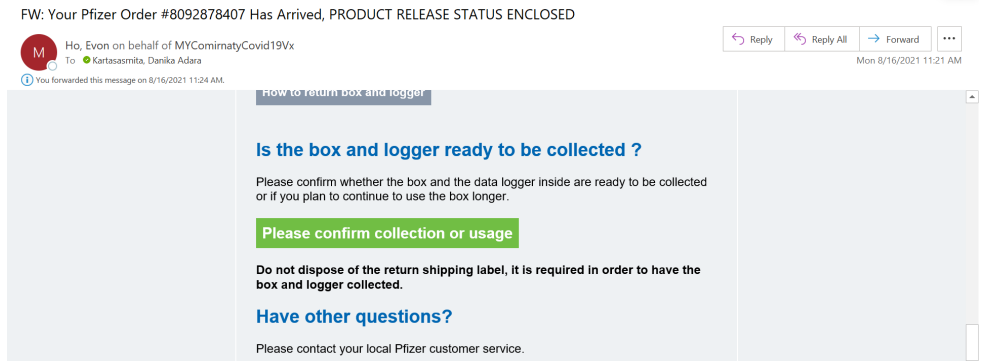 FW: Your Pfizer Order #8092878407 Has Arrived, PRODUCT RELEASE STATUS ENCLOSED
M
Ho, Evon on behalf of MYComirnatyCovid19Vx
To Kartasasmita, Danika Adara
Reply
Reply All
Forward
...
Mon 8/16/2021 11:21 AM
You forwarded this message on 8/16/2021 11:24 AM.
How to return box and logger
Is the box and logger ready to be collected ?
Please confirm whether the box and the data logger inside are ready to be collected
or if you plan to continue to use the box longer.
Please confirm collection or usage
Do not dispose of the return shipping label, it is required in order to have the
box and logger collected.
Have other questions?
Please contact your local Pfizer customer service.